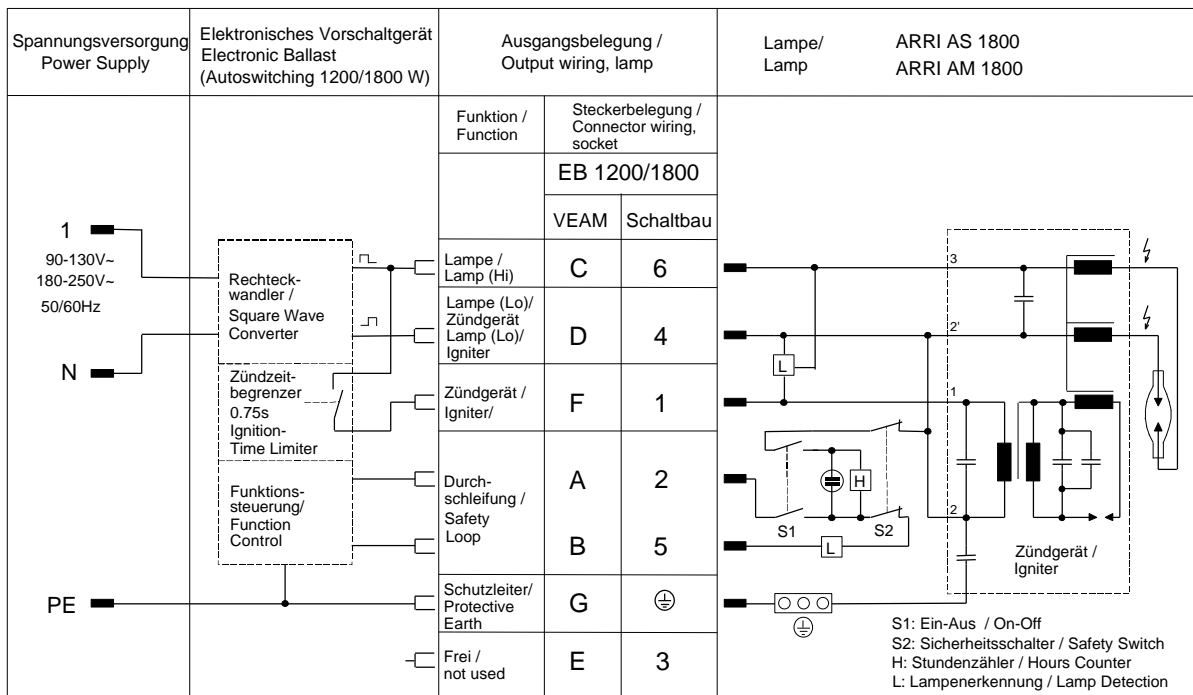 Spannungsversorgung
Power Supply
Elektronisches Vorschaltgerät
Electronic Ballast
(Autoswitching 1200/1800 W)
Ausgangsbelegung /
Output wiring, lamp
Lampe/
Lamp
ARRI AS 1800
ARRI AM 1800
Funktion /
Function
Steckerbelegung /
Connector wiring,
socket
EB 1200/1800
VEAM
Schaltbau
1
90-130V~
180-250V~
50/60Hz
N
PE
Rechteck-
wandler /
Square Wave
Converter
Zündzeit-
begrenzer
0.75s
Ignition-
Time Limiter
Funktions-
steuerung/
Function
Control
Lampe /
Lamp (Hi)
C
6
Lampe (Lo)/
Zündgerät
Lamp (Lo)/
Igniter
D
4
Zündgerät /
Igniter/
F
1
Durch-
schleifung /
Safety
Loop
A
2
B
5
Schutzleiter/
Protective
Earth
G
Frei /
not used
E
3
3
2'
L
1
H
S1
S2
L
2
Zündgerät /
Igniter
S1: Ein-Aus / On-Off
S2: Sicherheitsschalter / Safety Switch
H: Stundenzähler / Hours Counter
L: Lampenerkennung / Lamp Detection